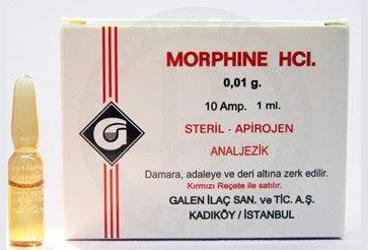 MORPHINE HCl.
0,01 g.
10 Amp. 1 ml.
STERİL - APİROJEN
ANALJEZİK
Damara, adaleye ve deri altına zerk edilir.
Kırmızı Reçete ile satılır.
GALEN İLAÇ SAN. ve TİC. A.Ş.
KADIKÖY / İSTANBUL